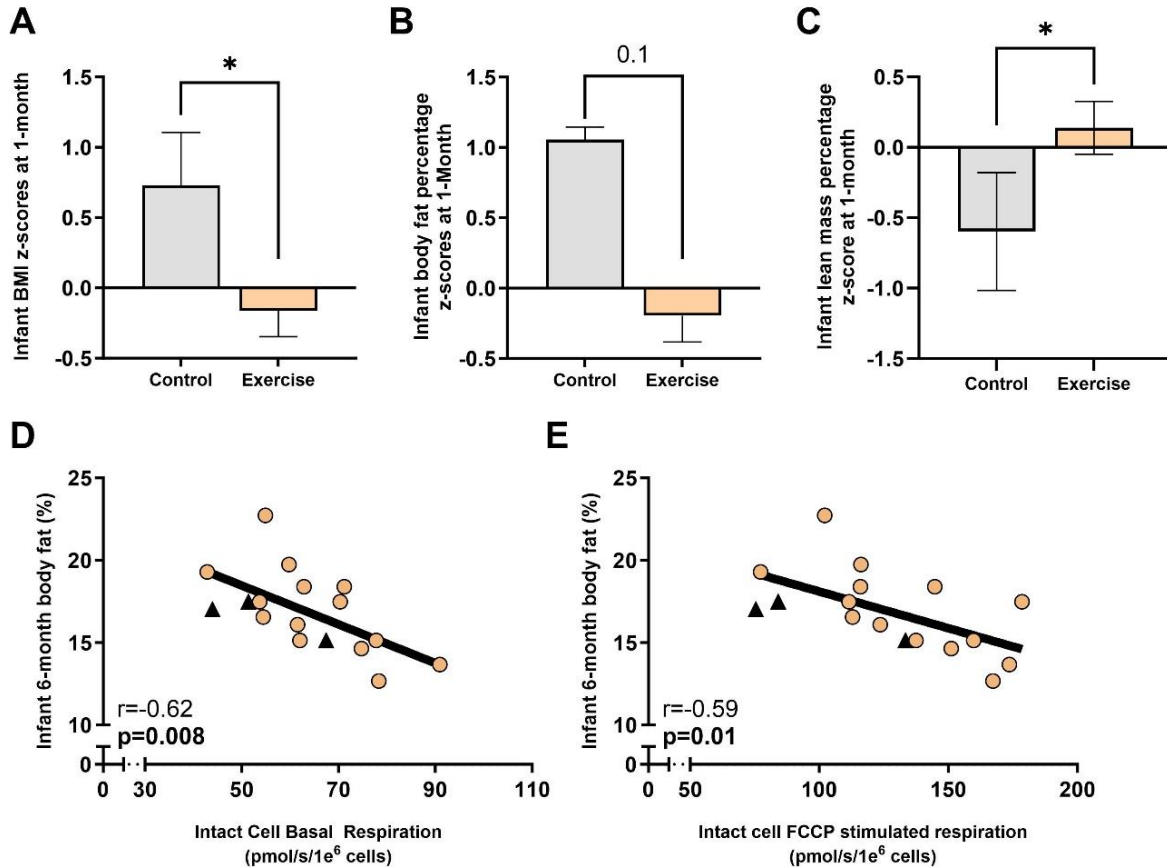 A
Infant BMI z-scores at 1-month
1.5
1.0
0.5
0.0
-0.5
*
Control Exercise
B
Infant body fat percentage
z-scores at 1-Month
1.5
1.0
0.5
0.0
-0.5
0.1
Control Exercise
C
Infant lean mass percentage
z-score at 1-month
0.5
0.0
-0.5
-1.0
-1.5
*
Control Exercise
D
Infant 6-month body fat (%)
25
20
15
10
0
r=-0.62
p=0.008
0 30 50 70 90 110
Intact Cell Basal Respiration
(pmol/s/1e⁶ cells)
E
Infant 6-month body fat (%)
25
20
15
10
0
r=-0.59
p=0.01
0 50 100 150 200
Intact cell FCCP stimulated respiration
(pmol/s/1e⁶ cells)